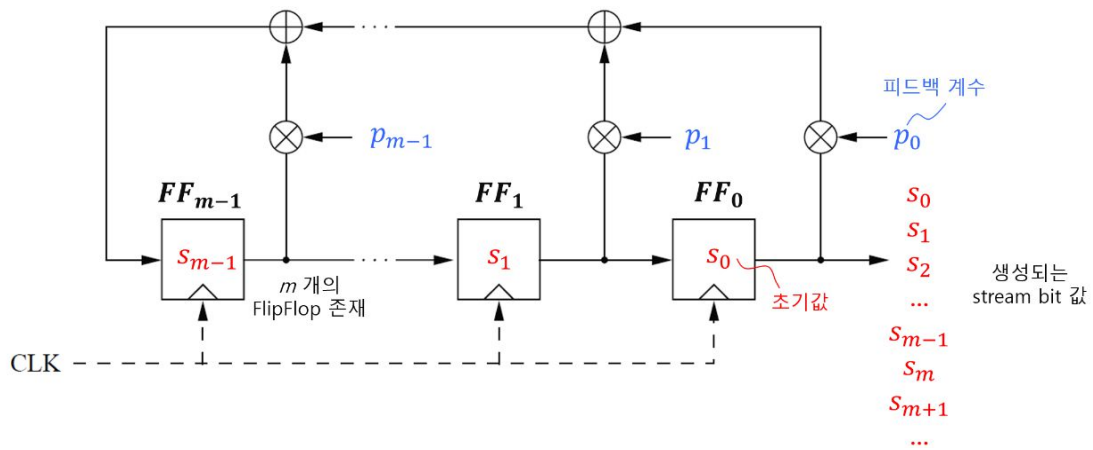 피드백 계수
p_{m-1}
p_1
p_0
FF_{m-1}
FF_1
FF_0
s_{m-1}
...
s_1
s_0
m 개의
FlipFlop 존재
초기값
CLK
s_0
s_1
s_2
...
s_{m-1}
s_m
s_{m+1}
...
생성되는
stream bit 값